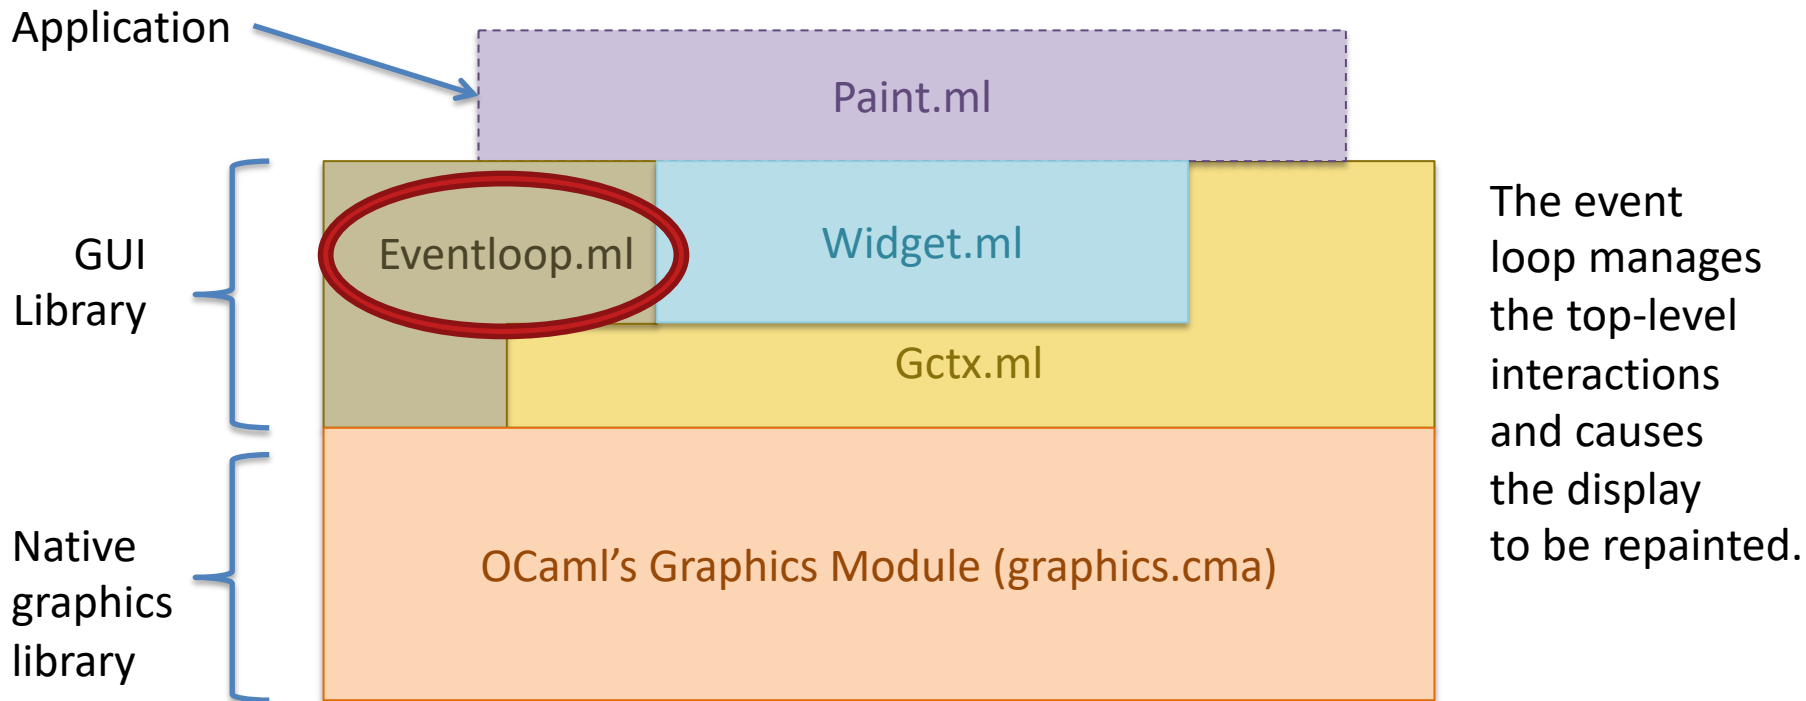 Application
Paint.ml
GUI
Library
Eventloop.ml
Widget.ml
Gctx.ml
The event
loop manages
the top-level
interactions
and causes
the display
to be repainted.
Native
graphics
library
OCaml’s Graphics Module (graphics.cma)